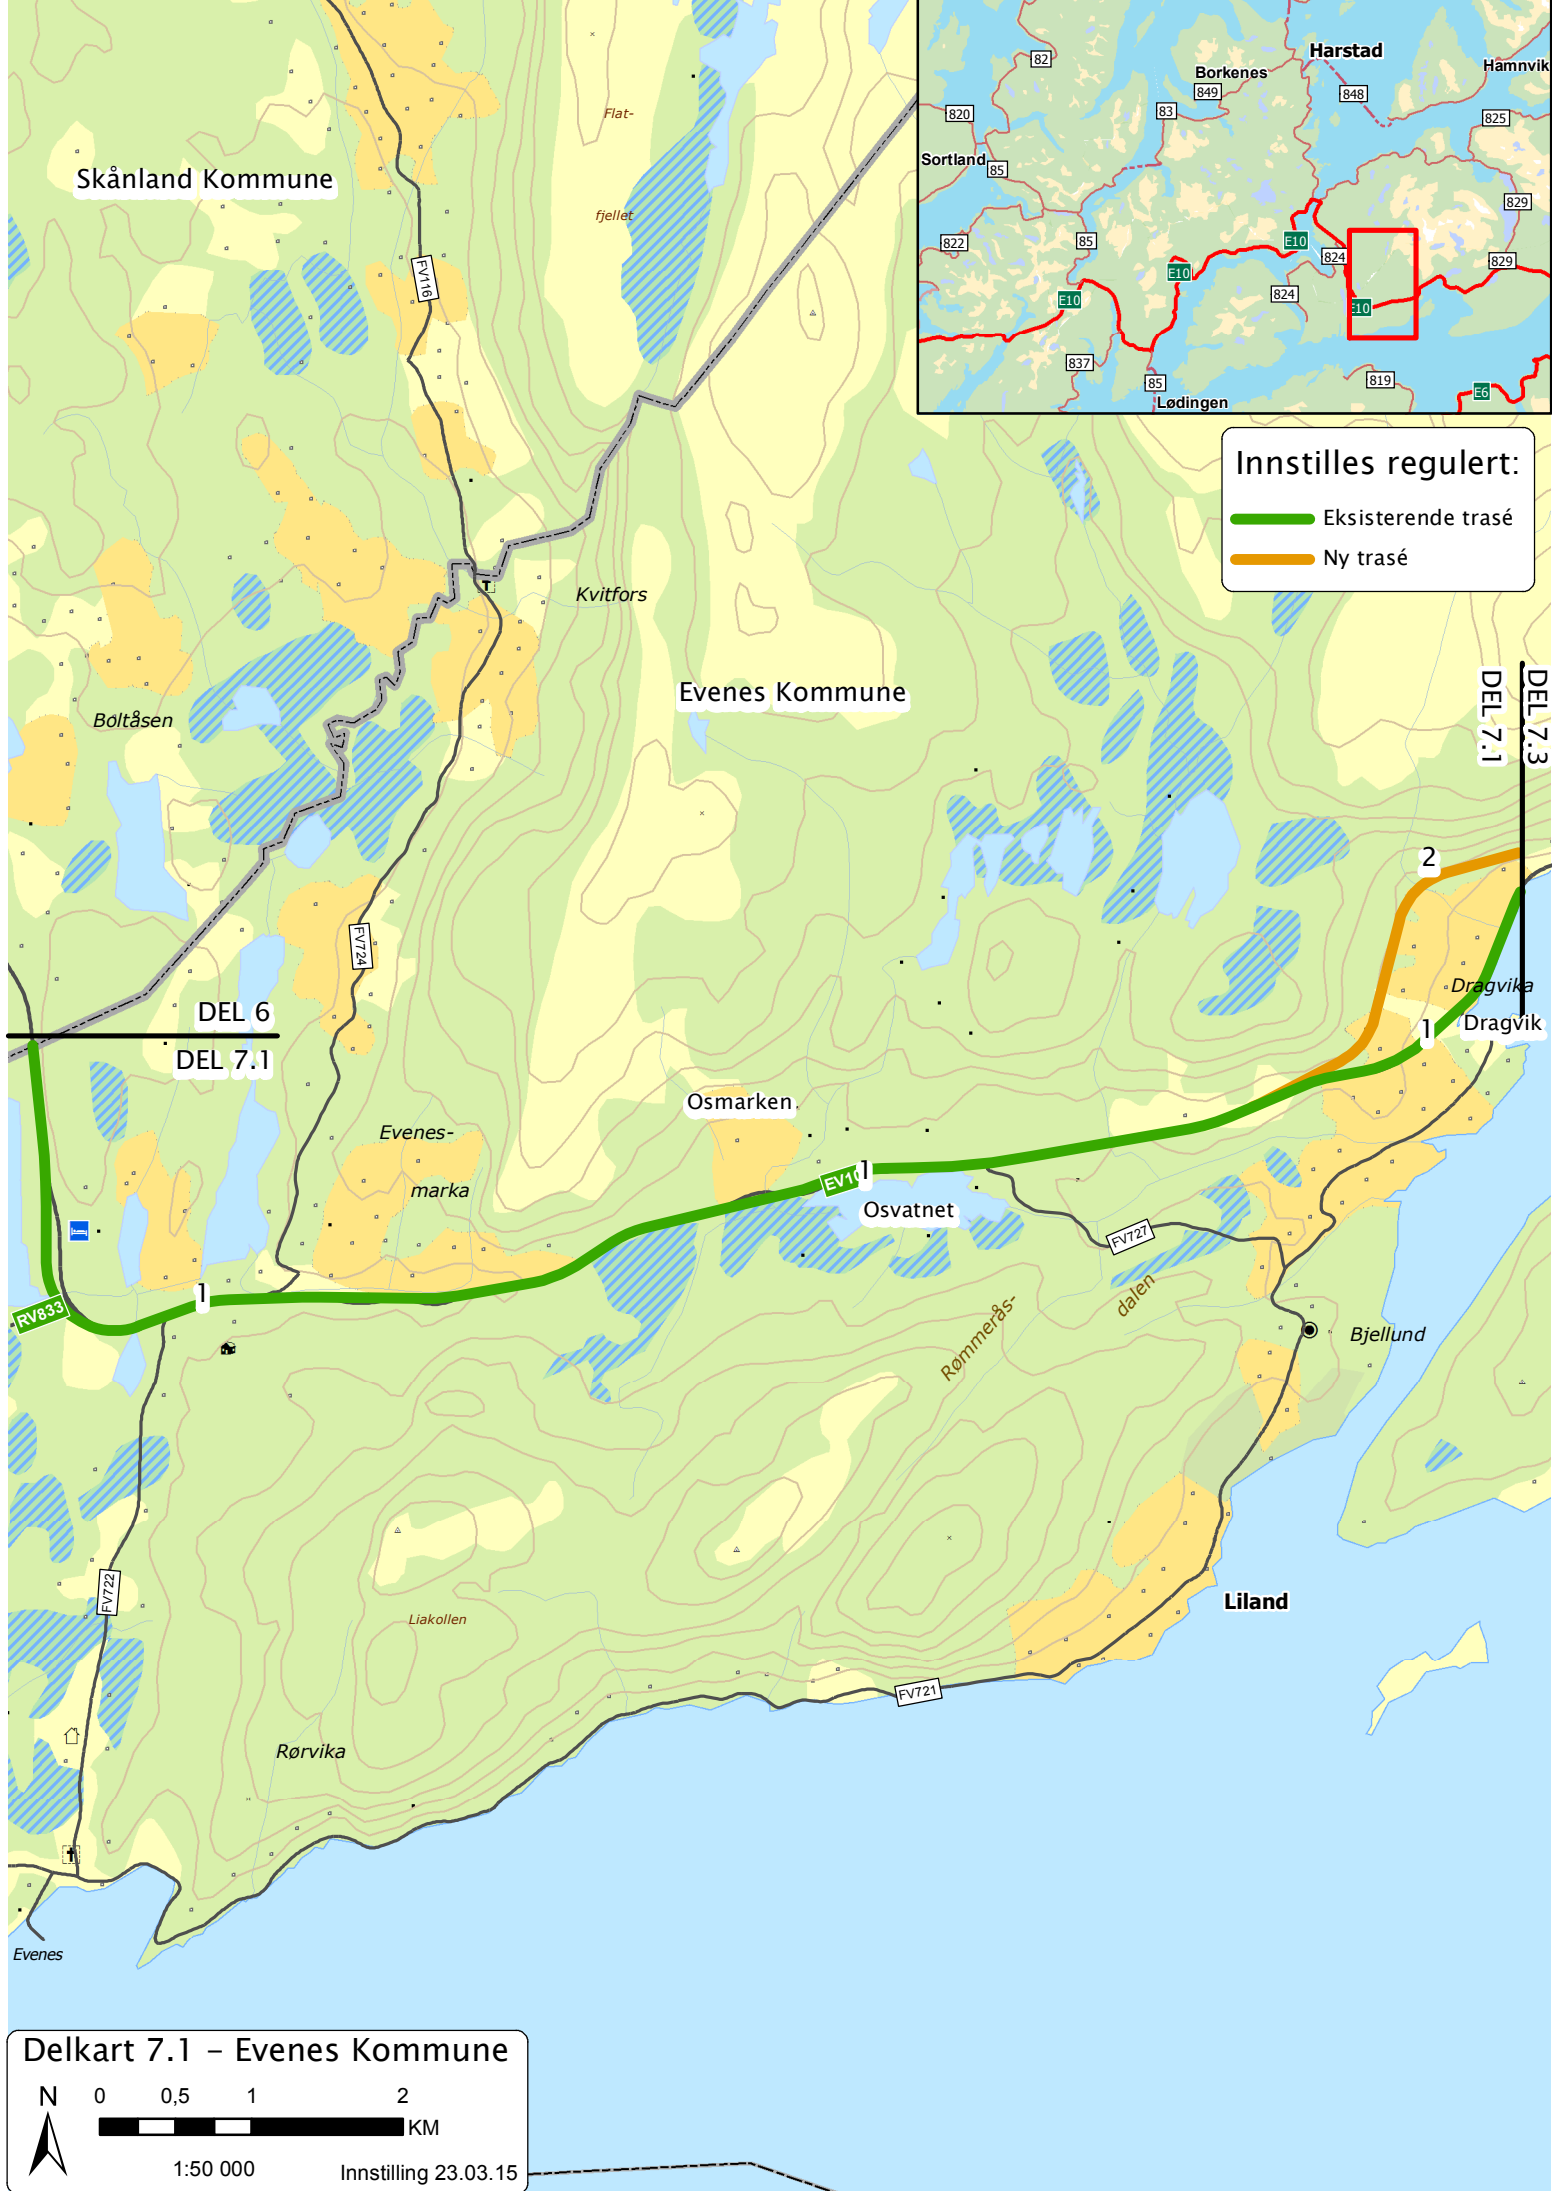 Skånland Kommune
Flat-
fjellet
FV116
82
Borkenes
849
Harstad
Hamnvik
848
820
83
825
Sortland
85
829
822
85
E10
824
829
E10
E10
824
E10
837
85
819
E6
Lødingen
Innstilles regulert:
Eksisterende trasé
Ny trasé
Kvitfors
Evenes Kommune
Boltåsen
DEL 7.1
DEL 7.3
2
FV724
Dragvika
DEL 6
Dragvik
1
DEL 7.1
Osmarken
Evenes-
marka
EV10
1
Osvatnet
FV727
1
RV833
Rømmerås-
dalen
Bjellund
FV722
Liland
Liakollen
FV721
Rørvika
Evenes
Delkart 7.1 – Evenes Kommune
N
0 0,5 1 2
KM
1:50 000
Innstilling 23.03.15